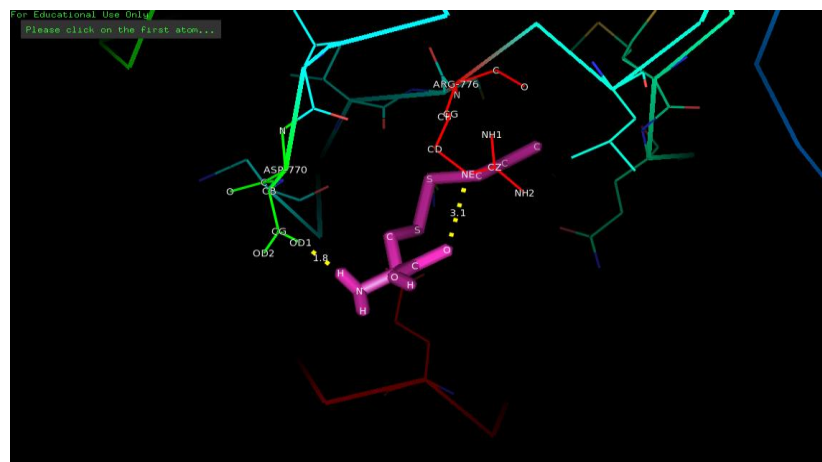 For Educational Use Only
Please click on the first atom...
ARG-776
C
O
N
CG
NH1
CD
NE
CZ
C
C
C
NH2
N
ASP-770
O
CB
S
3.1
S
C
O
CG
OD1
OD2
1.8
H
C
O
H
N
H